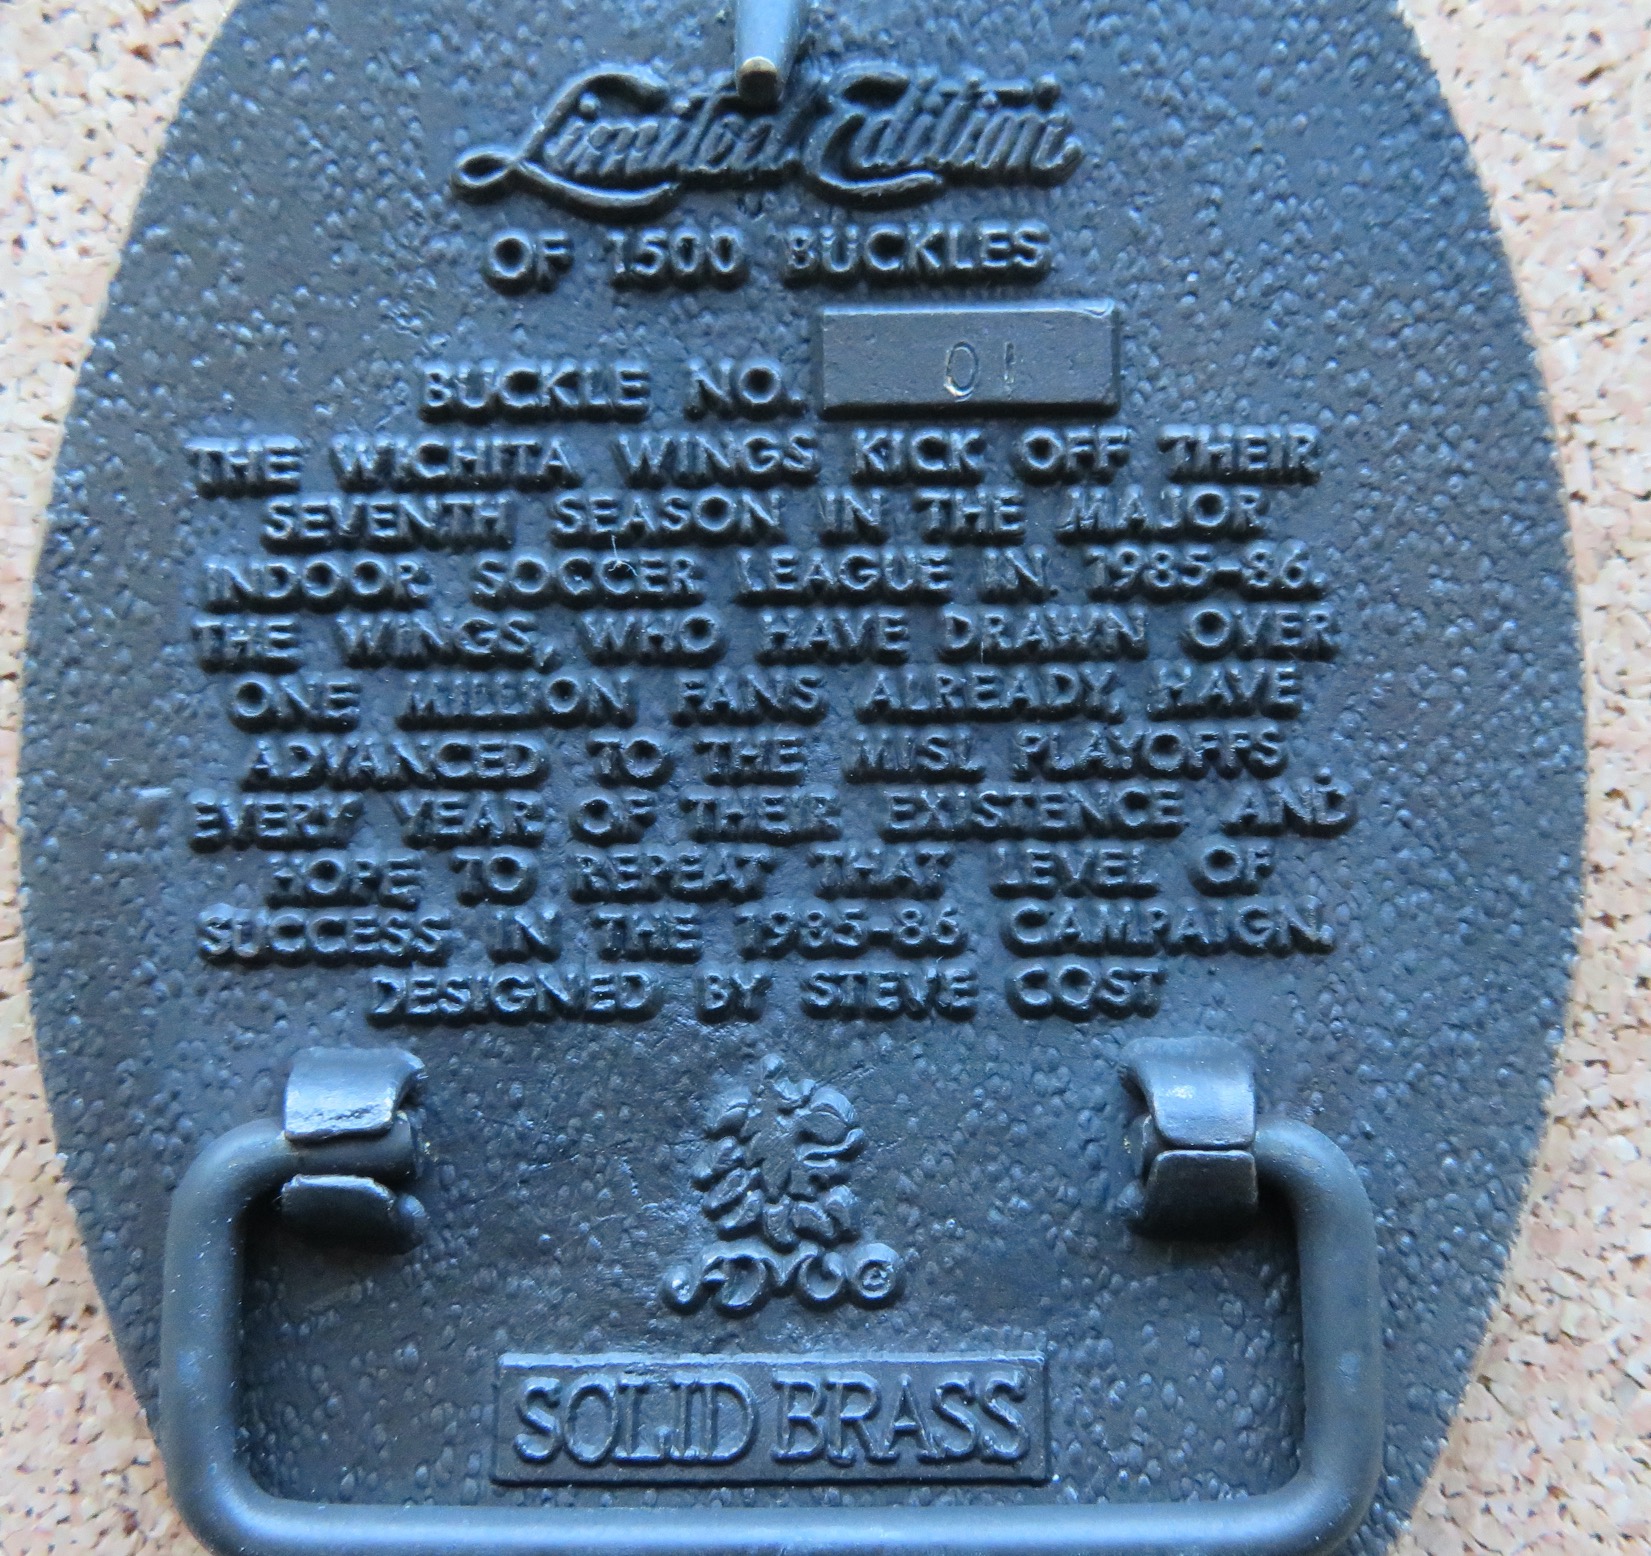 Limited Edition
OF 1500 BUCKLES
BUCKLE NO. 01
THE WICHITA WINGS KICK OFF THEIR
SEVENTH SEASON IN THE MAJOR
INDOOR SOCCER LEAGUE IN 1985-86.
THE WINGS, WHO HAVE DRAWN OVER
ONE MILLION FANS ALREADY, HAVE
ADVANCED TO THE MISL PLAYOFFS
EVERY YEAR OF THEIR EXISTENCE AND
HOPE TO REPEAT THAT LEVEL OF
SUCCESS IN THE 1985-86 CAMPAIGN.
DESIGNED BY STEVE COST
©
SOLID BRASS